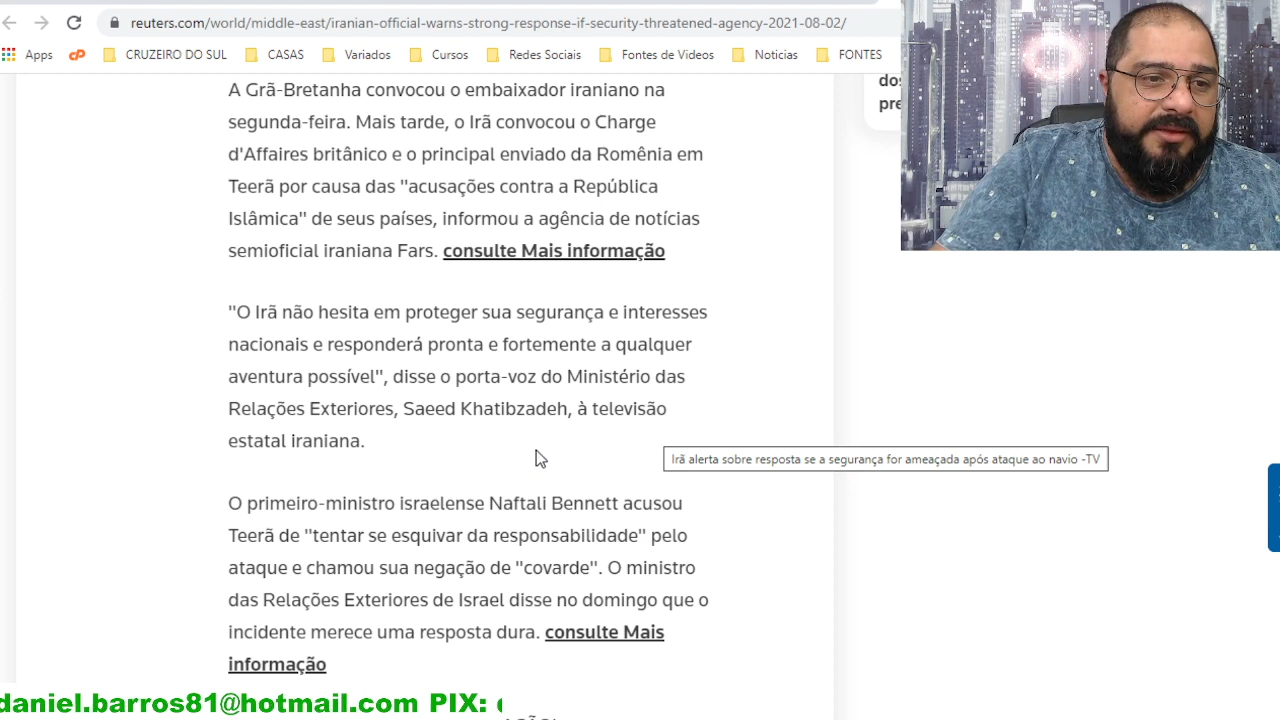 reuters.com/world/middle-east/iranian-official-warns-strong-response-if-security-threatened-agency-2021-08-02/
Apps CRUZEIRO DO SUL CASAS Variados Cursos Redes Sociais Fontes de Videos Noticias FONTES
A Grã-Bretanha convocou o embaixador iraniano na
segunda-feira. Mais tarde, o Irã convocou o Charge
d'Affaires britânico e o principal enviado da Romênia em
Teerã por causa das "acusações contra a República
Islâmica" de seus países, informou a agência de notícias
semioficial iraniana Fars. consulte Mais informação
"O Irã não hesita em proteger sua segurança e interesses
nacionais e responderá pronta e fortemente a qualquer
aventura possível", disse o porta-voz do Ministério das
Relações Exteriores, Saeed Khatibzadeh, à televisão
estatal iraniana.
Irã alerta sobre resposta se a segurança for ameaçada após ataque ao navio -TV
O primeiro-ministro israelense Naftali Bennett acusou
Teerã de "tentar se esquivar da responsabilidade" pelo
ataque e chamou sua negação de "covarde". O ministro
das Relações Exteriores de Israel disse no domingo que o
incidente merece uma resposta dura. consulte Mais
informação
dos
pre
daniel.barros81@hotmail.com PIX: